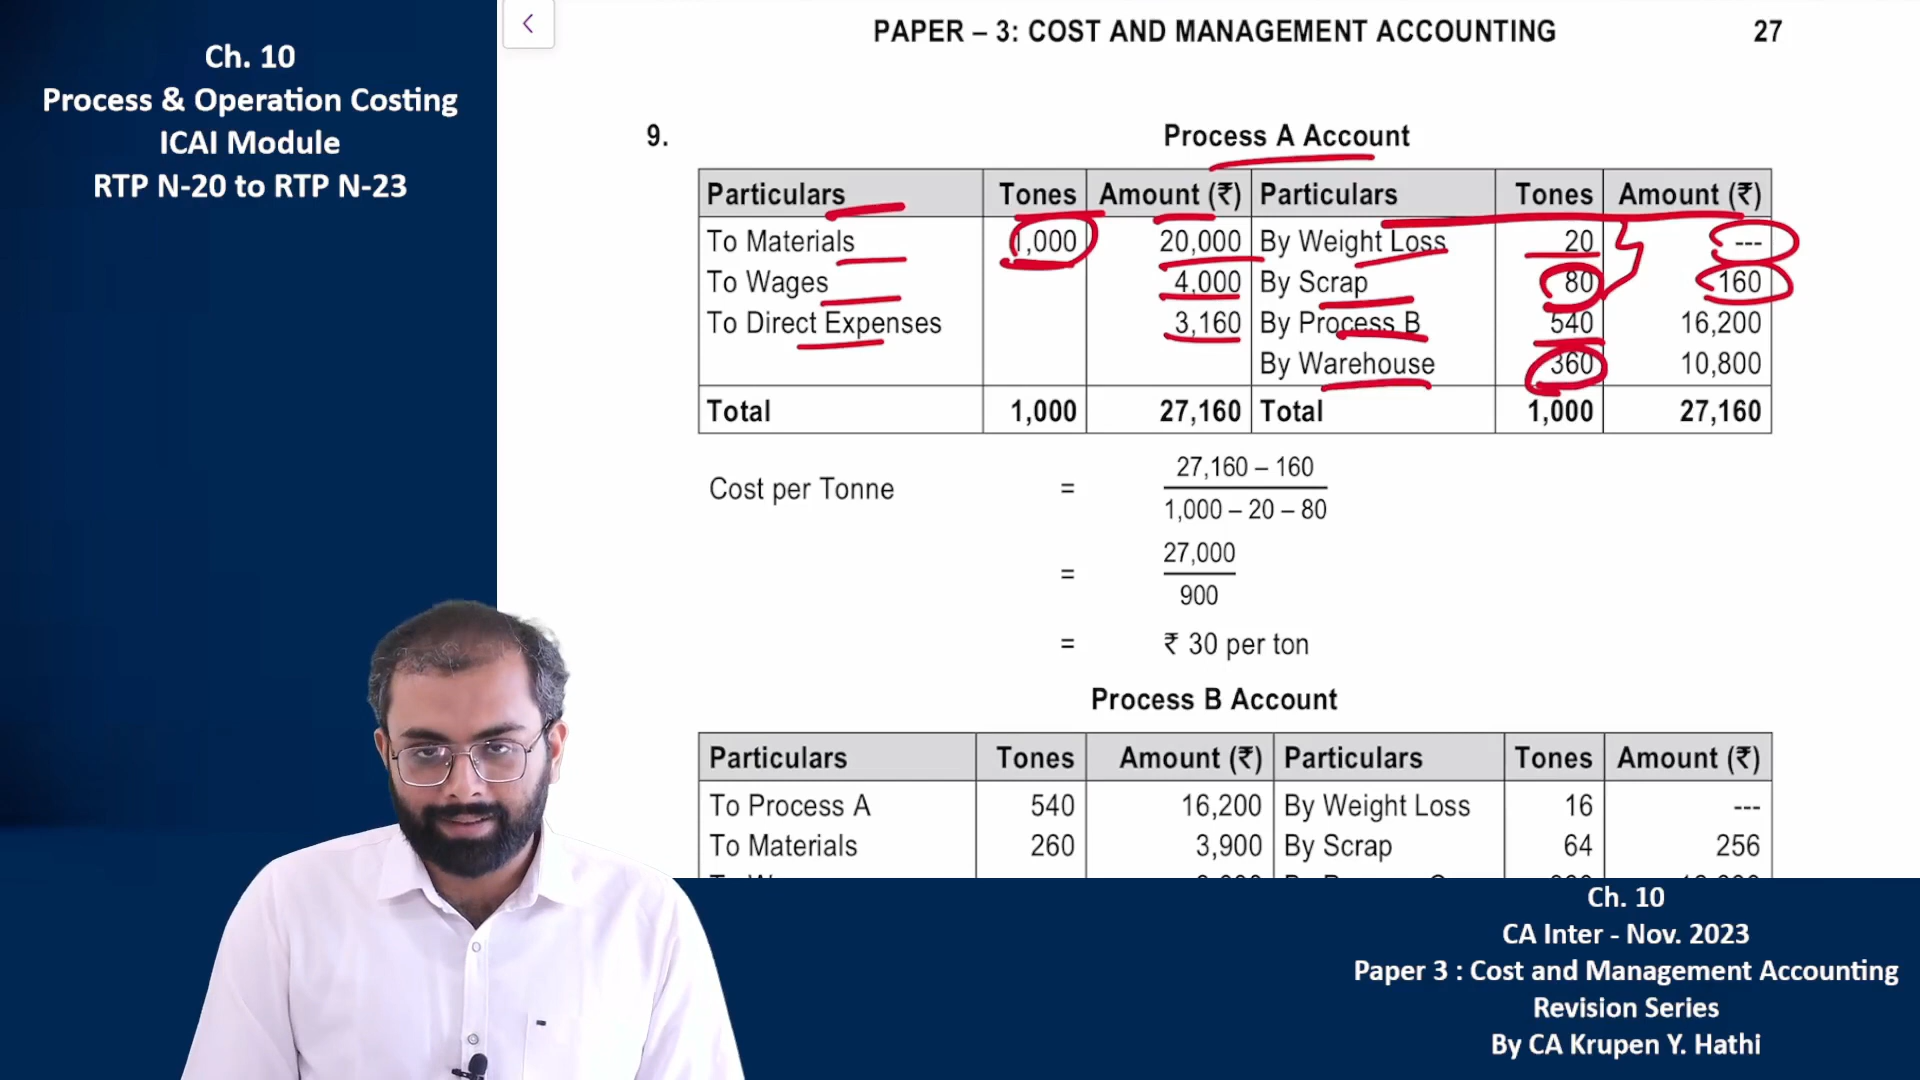 Ch. 10
Process & Operation Costing
ICAI Module
RTP N-20 to RTP N-23
PAPER – 3: COST AND MANAGEMENT ACCOUNTING 27
9. Process A Account
Particulars Tones Amount (₹) Particulars Tones Amount (₹)
To Materials 1,000 20,000 By Weight Loss 20 ---
To Wages 4,000 By Scrap 80 160
To Direct Expenses 3,160 By Process B 540 16,200
By Warehouse 360 10,800
Total 1,000 27,160 Total 1,000 27,160
Cost per Tonne = 27,160 – 160
1,000 – 20 – 80
= 27,000
900
= ₹ 30 per ton
Process B Account
Particulars Tones Amount (₹) Particulars Tones Amount (₹)
To Process A 540 16,200 By Weight Loss 16 ---
To Materials 260 3,900 By Scrap 64 256
Ch. 10
CA Inter - Nov. 2023
Paper 3 : Cost and Management Accounting
Revision Series
By CA Krupen Y. Hathi